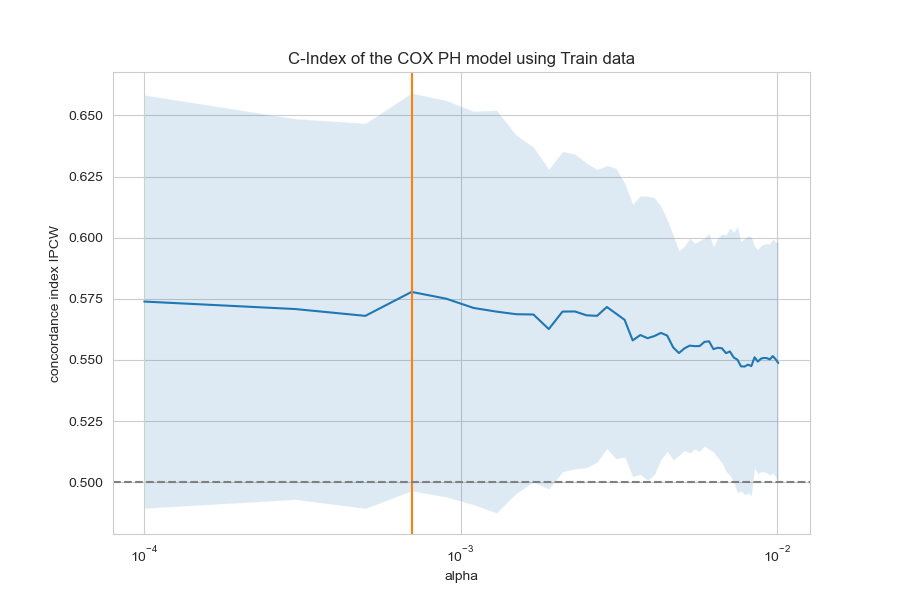 C-Index of the COX PH model using Train data
concordance index IPCW
0.650
0.625
0.600
0.575
0.550
0.525
0.500
10⁻⁴ 10⁻³ 10⁻²
alpha